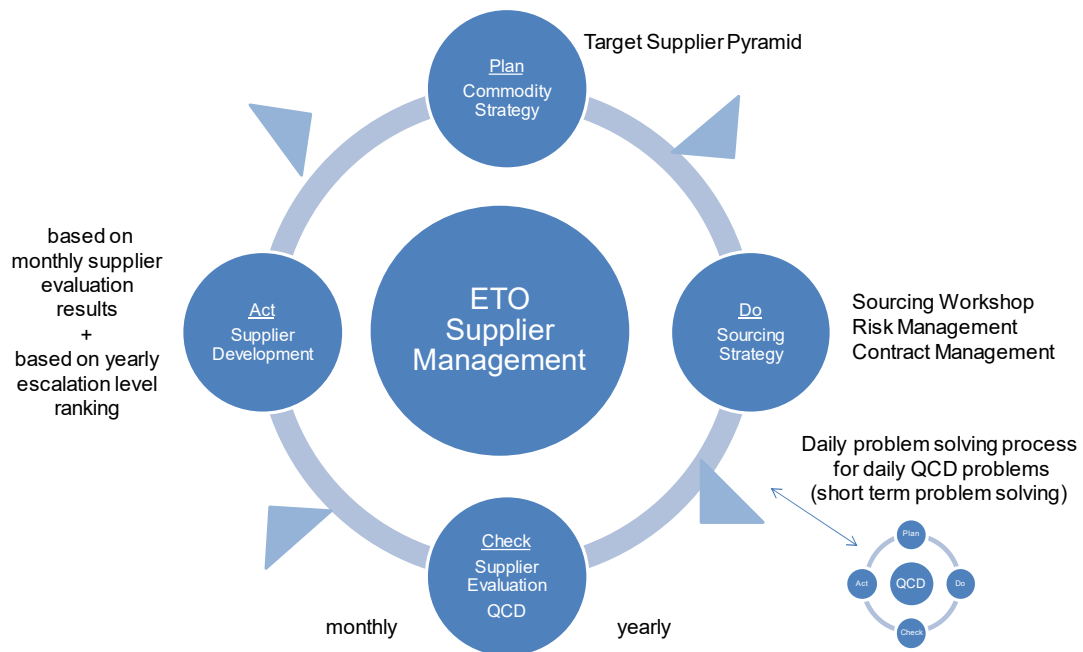 Target Supplier Pyramid
Plan
Commodity
Strategy
based on
monthly supplier
evaluation
results
+
based on yearly
escalation level
ranking
Act
Supplier
Development
ETO
Supplier
Management
Do
Sourcing
Strategy
Sourcing Workshop
Risk Management
Contract Management
Daily problem solving process
for daily QCD problems
(short term problem solving)
Check
Supplier
Evaluation
QCD
monthly
yearly
Plan
Act
QCD
Do
Check